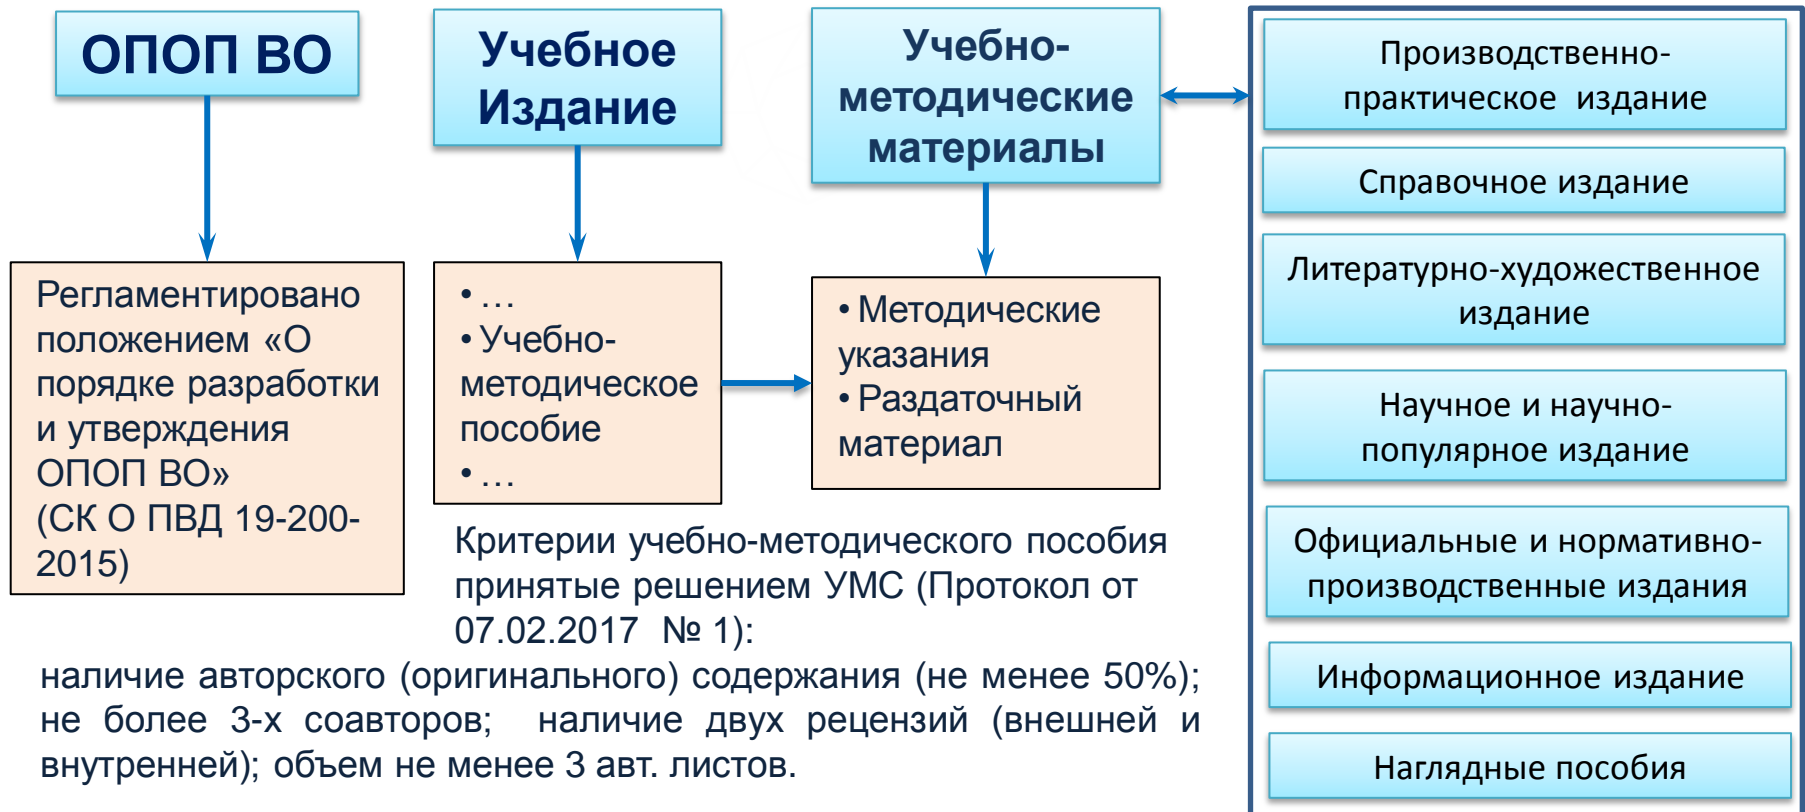 ОПОП ВО
Учебное
Издание
Учебно-
методические
материалы
Регламентировано
положением «О
порядке разработки
и утверждения
ОПОП ВО»
(СК О ПВД 19-200-
2015)
• …
• Учебно-
методическое
пособие
• …
• Методические
указания
• Раздаточный
материал
Критерии учебно-методического пособия
принятые решением УМС (Протокол от
07.02.2017 № 1):
наличие авторского (оригинального) содержания (не менее 50%);
не более 3-х соавторов; наличие двух рецензий (внешней и
внутренней); объем не менее 3 авт. листов.
Производственно-
практическое издание
Справочное издание
Литературно-художественное
издание
Научное и научно-
популярное издание
Официальные и нормативно-
производственные издания
Информационное издание
Наглядные пособия